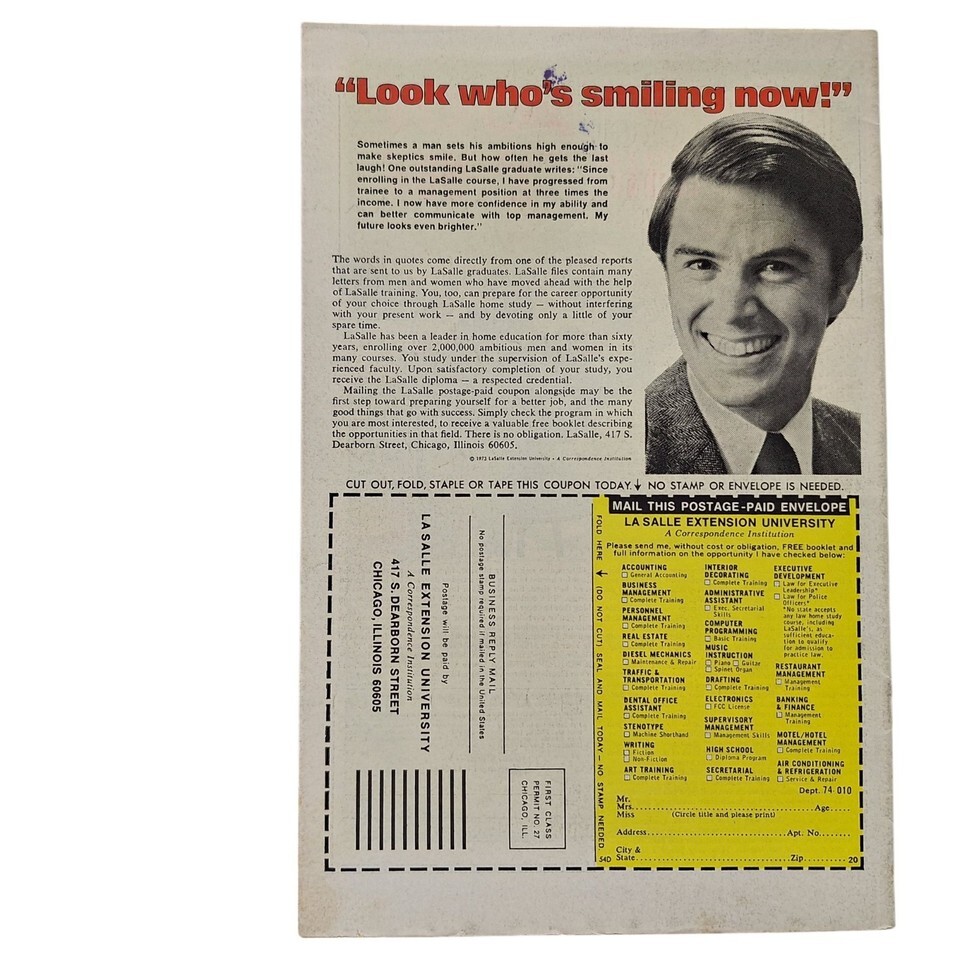 “Look who’s smiling now!”
Sometimes a man sets his ambitions high enough to
make skeptics smile. But how often he gets the last
laugh! One outstanding LaSalle graduate writes: "Since
enrolling in the LaSalle course, I have progressed from
trainee to a management position at three times the
income. I now have more confidence in my ability and
can better communicate with top management. My
future looks even brighter."
The words in quotes come directly from one of the pleased reports
that are sent to us by LaSalle graduates. LaSalle files contain many
letters from men and women who have moved ahead with the help
of LaSalle training. You, too, can prepare for the career opportunity
of your choice through LaSalle home study — without interfering
with your present work — and by devoting only a little of your
spare time.
LaSalle has been a leader in home education for more than sixty
years, enrolling over 2,000,000 ambitious men and women in its
many courses. You study under the supervision of LaSalle's expe-
rienced faculty. Upon satisfactory completion of your study, you
receive the LaSalle diploma — a respected credential.
Mailing the LaSalle postage-paid coupon alongside may be the
first step toward preparing yourself for a better job, and the many
good things that go with success. Simply check the program in which
you are most interested, to receive a valuable free booklet describing
the opportunities in that field. There is no obligation. LaSalle, 417 S.
Dearborn Street, Chicago, Illinois 60605.
© 1972 LaSalle Extension University • A Correspondence Institution
CUT OUT, FOLD, STAPLE OR TAPE THIS COUPON TODAY. NO STAMP OR ENVELOPE IS NEEDED.
FIRST CLASS
PERMIT NO. 27
CHICAGO, ILL.
BUSINESS REPLY MAIL
No postage stamp required if mailed in the United States
Postage will be paid by
LA SALLE EXTENSION UNIVERSITY
A Correspondence Institution
417 S. DEARBORN STREET
CHICAGO, ILLINOIS 60605
FOLD HERE (DO NOT CUT) SEAL AND MAIL TODAY — NO STAMP NEEDED.
MAIL THIS POSTAGE-PAID ENVELOPE
LA SALLE EXTENSION UNIVERSITY
A Correspondence Institution
Please send me, without cost or obligation, FREE booklet and
full information on the opportunity I have checked below:
ACCOUNTING
General Accounting
BUSINESS
MANAGEMENT
Complete Training
PERSONNEL
MANAGEMENT
Complete Training
REAL ESTATE
Complete Training
DIESEL MECHANICS
Maintenance & Repair
TRAFFIC &
TRANSPORTATION
Complete Training
DENTAL OFFICE
ASSISTANT
Complete Training
STENOTYPE
Machine Shorthand
WRITING
Fiction
Non-Fiction
ART TRAINING
Complete Training
INTERIOR
DECORATING
Complete Training
ADMINISTRATIVE
ASSISTANT
Exec. Secretarial
Skills
COMPUTER
PROGRAMMING
Basic Training
MUSIC
INSTRUCTION
Piano Guitar
Spinet Organ
DRAFTING
Complete Training
ELECTRONICS
FCC License
SUPERVISORY
MANAGEMENT
Management Skills
HIGH SCHOOL
Diploma Program
SECRETARIAL
Complete Training
EXECUTIVE
DEVELOPMENT
Law for Executive
Leadership*
Law for Police
Officers*
*No state accepts
any law home study
course, including
LaSalle's, as
sufficient educa-
tion to qualify
for admission to
practice law.
RESTAURANT
MANAGEMENT
Management
Training
BANKING
& FINANCE
Management
Training
MOTEL/HOTEL
MANAGEMENT
Complete Training
AIR CONDITIONING
& REFRIGERATION
Service & Repair
Dept. 74-010
Mr.
Mrs. Age
Miss (Circle title and please print)
Address Apt. No.
City &
State Zip 20
54D